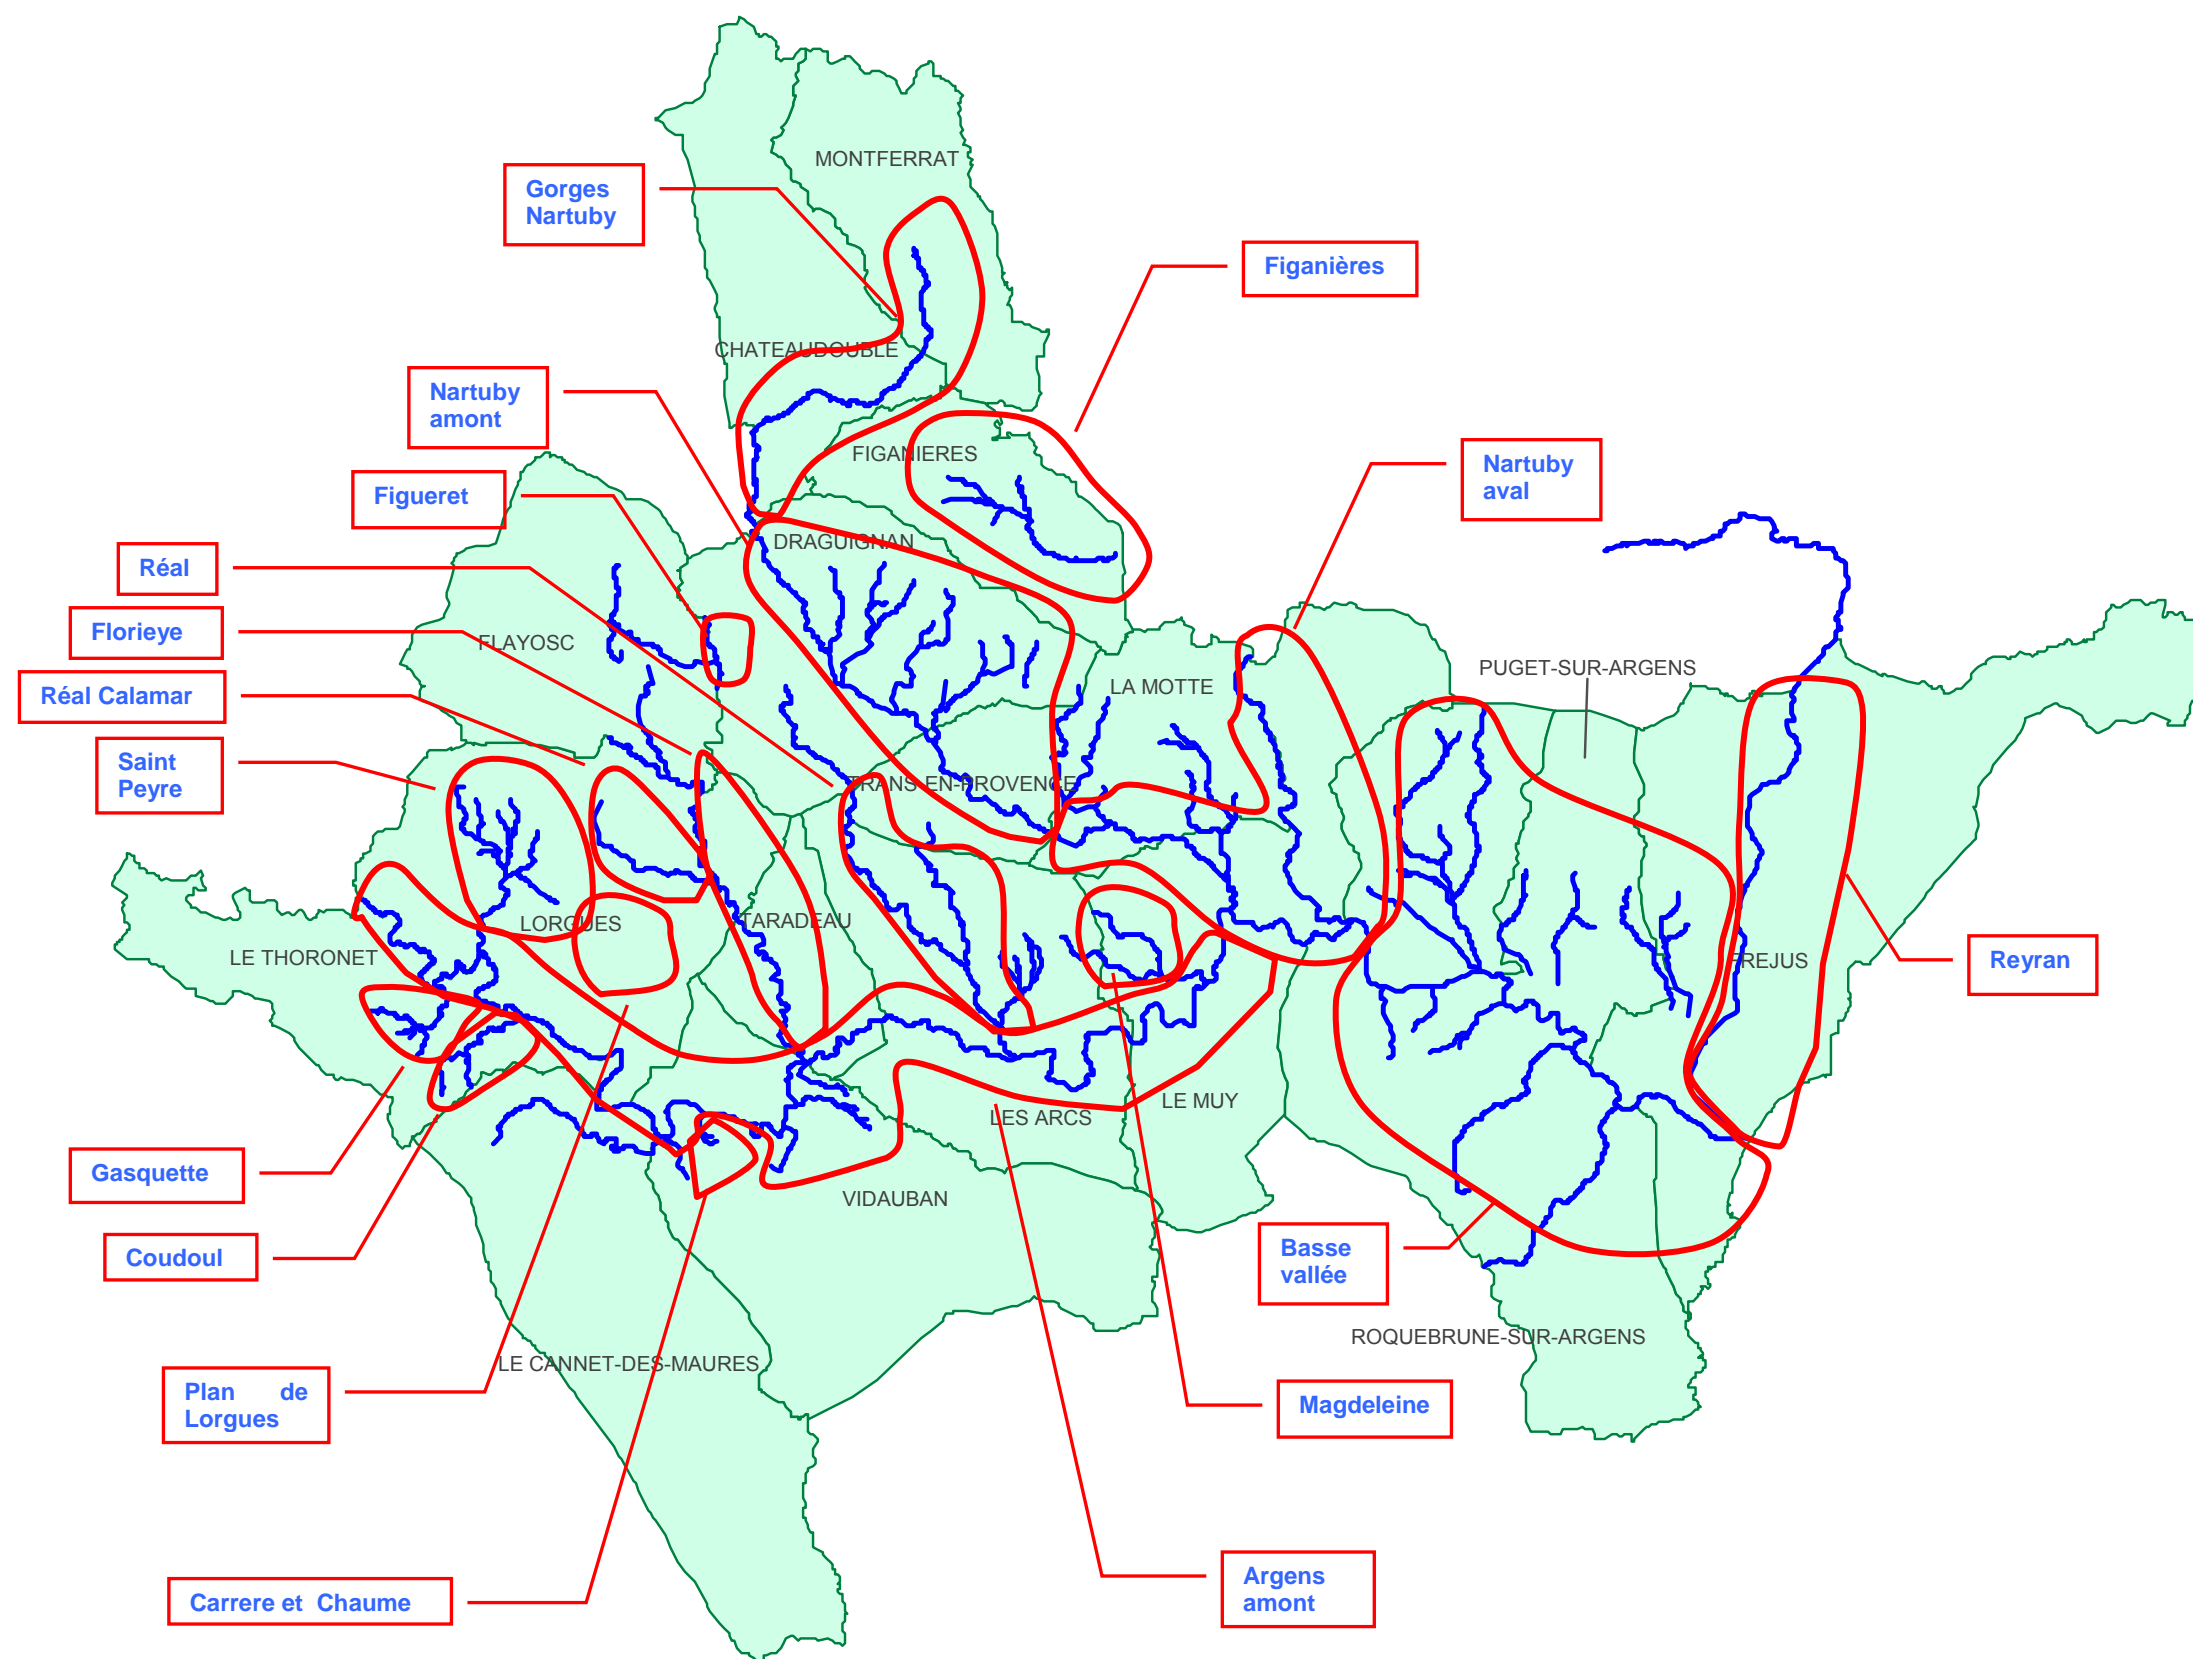 MONTFERRAT
Gorges
Nartuby
Figanières
CHATEAUDOUBLE
Nartuby
amont
FIGANIERES
Nartuby
aval
Figueret
DRAGUIGNAN
Réal
Florieye
FLAYOSC
PUGET-SUR-ARGENS
LA MOTTE
Réal Calamar
Saint
Peyre
TRANS-EN-PROVENCE
LORGUES
TARADEAU
LE THORONET
FREJUS
Reyran
LES ARCS
LE MUY
Gasquette
VIDAUBAN
Coudoul
Basse
vallée
ROQUEBRUNE-SUR-ARGENS
LE CANNET-DES-MAURES
Plan de
Lorgues
Magdeleine
Carrere et Chaume
Argens
amont